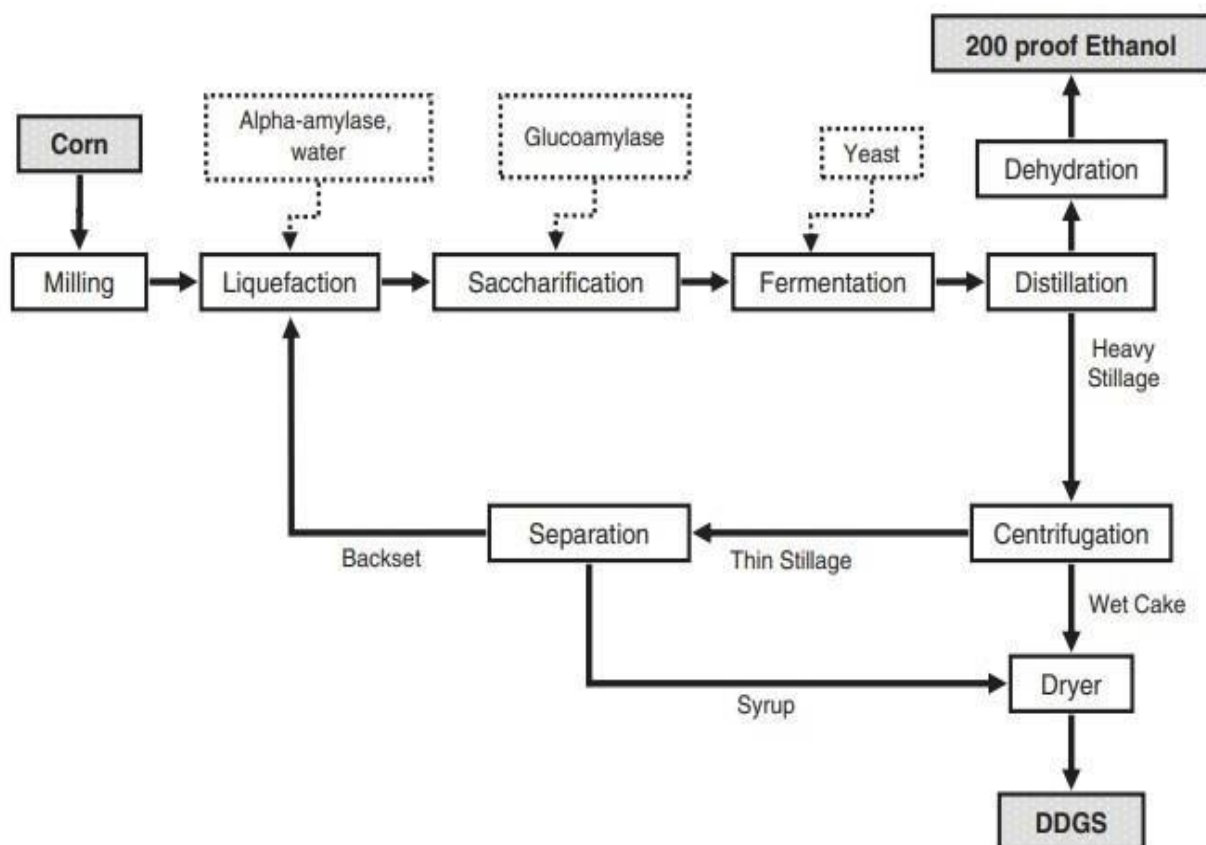 200 proof Ethanol
Corn
Alpha-amylase,
water
Glucoamylase
Yeast
Dehydration
Milling
Liquefaction
Saccharification
Fermentation
Distillation
Heavy
Stillage
Separation
Centrifugation
Backset
Thin Stillage
Wet Cake
Dryer
Syrup
DDGS